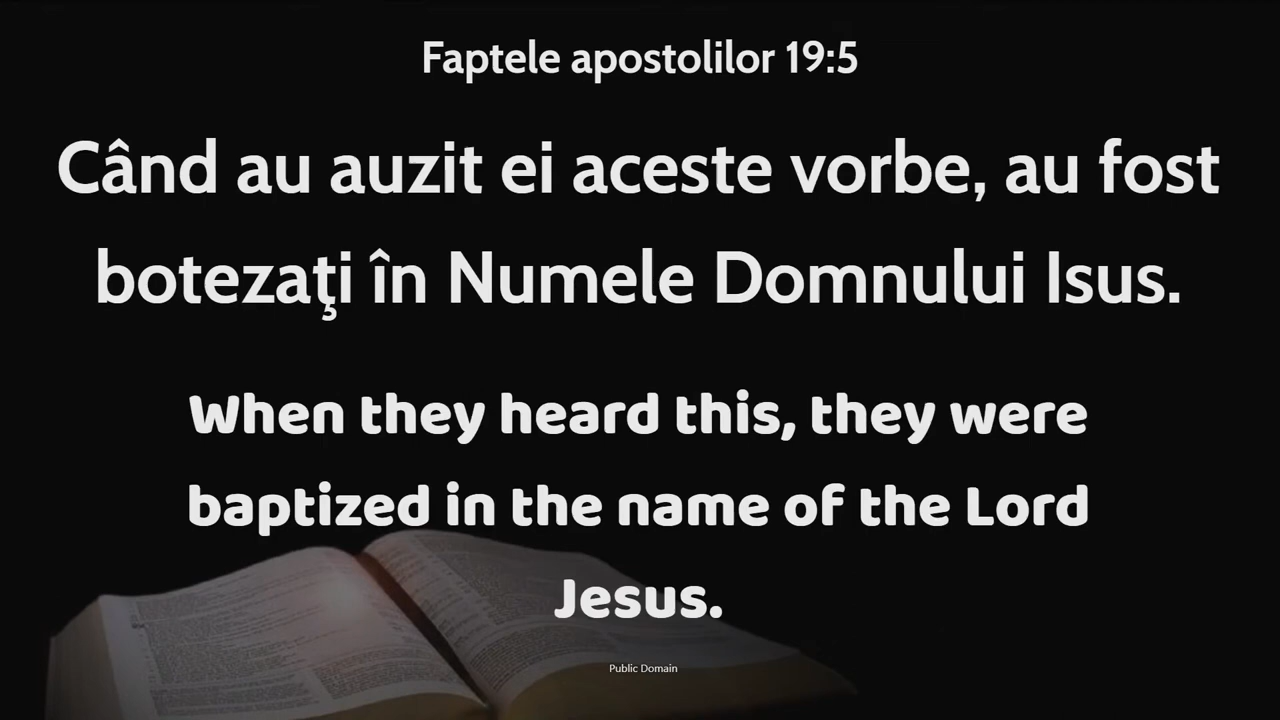 Faptele apostolilor 19:5
Când au auzit ei aceste vorbe, au fost
botezaţi în Numele Domnului Isus.
When they heard this, they were
baptized in the name of the Lord
Jesus.
Public Domain